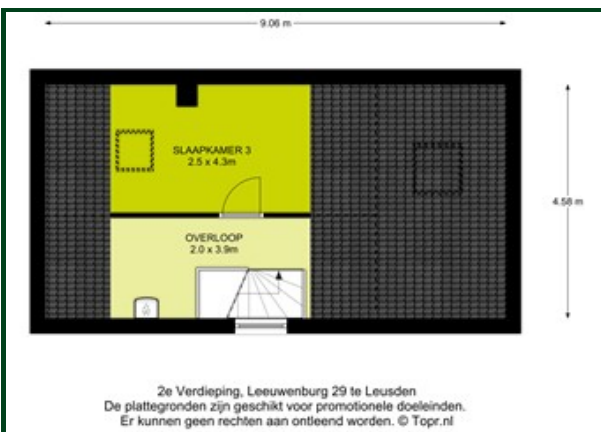 9.06 m
SLAAPKAMER 3
2.5 x 4.3m
4.58 m
OVERLOOP
2.0 x 3.9m
2e Verdieping, Leeuwenburg 29 te Leusden
De plattegronden zijn geschikt voor promotionele doeleinden.
Er kunnen geen rechten aan ontleend worden. © Topr.nl